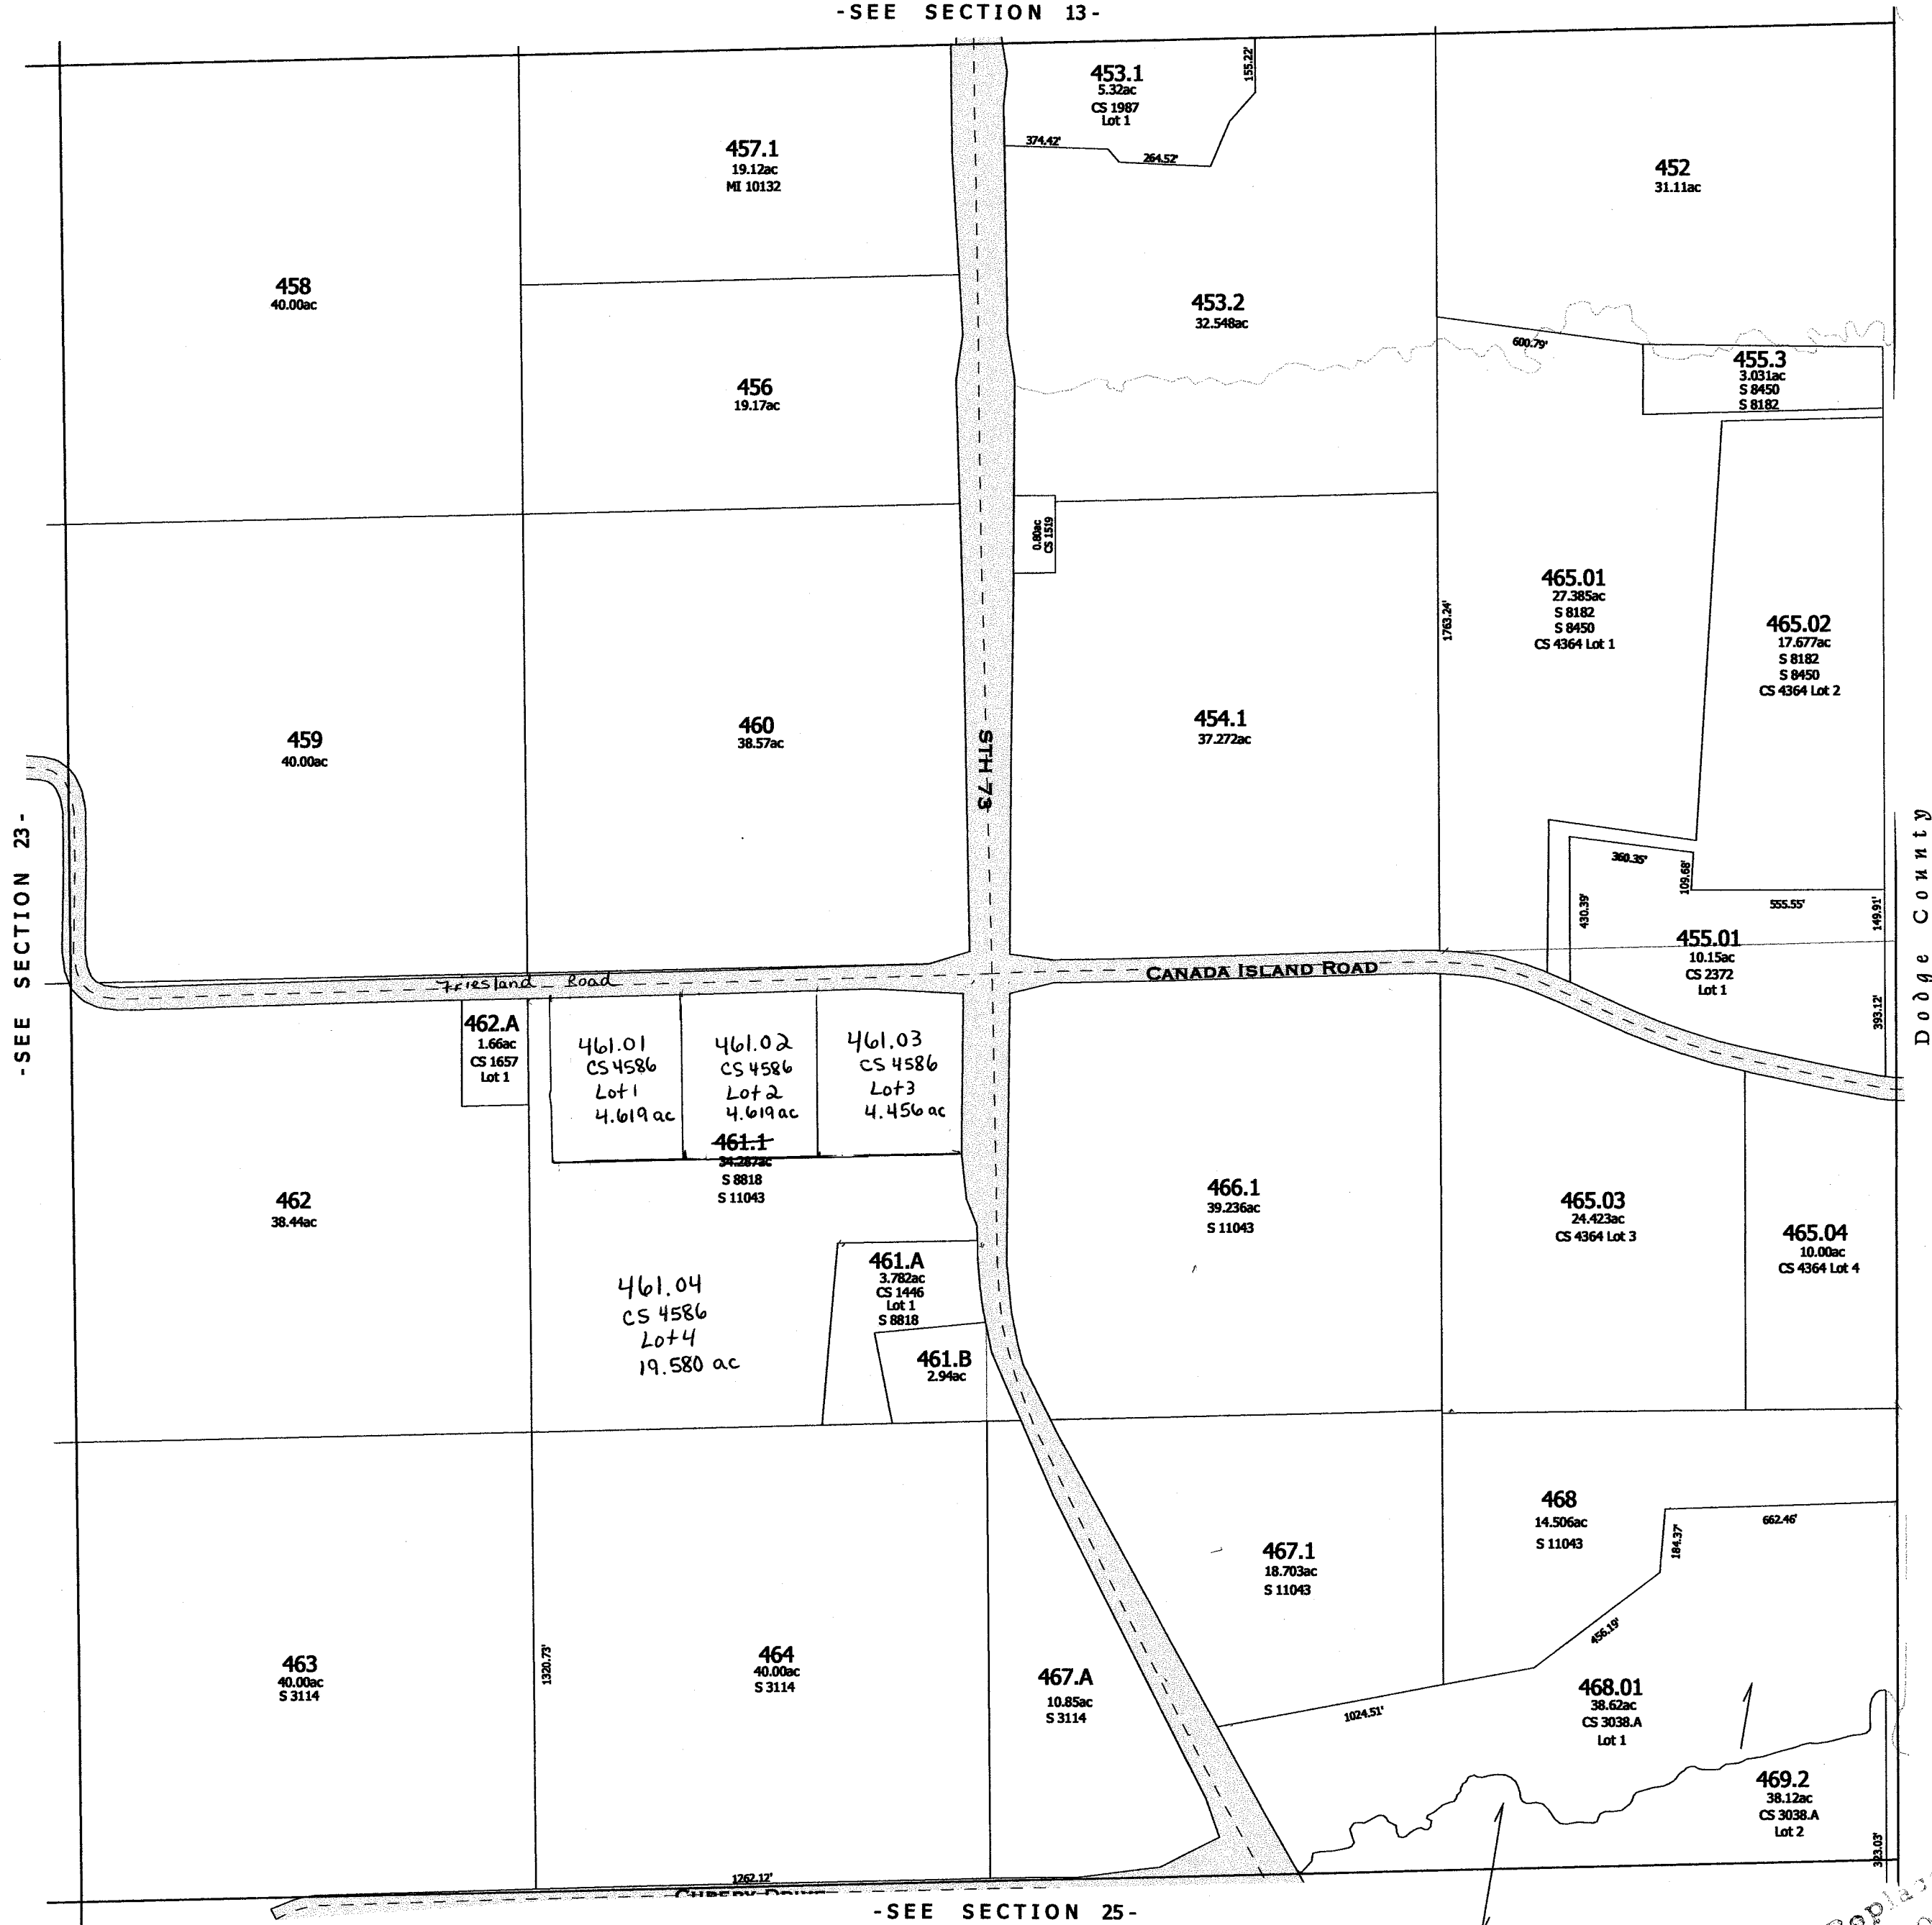 -SEE SECTION 13-
453.1
5.32ac
CS 1987
Lot 1
155.22'
374.42'
264.52'
457.1
19.12ac
MI 10132
452
31.11ac
458
40.00ac
453.2
32.548ac
600.79'
455.3
3.031ac
S 8450
S 8182
456
19.17ac
0.80ac
CS 1519
465.01
27.385ac
S 8182
S 8450
CS 4364 Lot 1
1763.24'
465.02
17.677ac
S 8182
S 8450
CS 4364 Lot 2
459
40.00ac
460
38.57ac
STH 73
454.1
37.272ac
-SEE SECTION 23-
Dodge County
360.35'
109.68'
430.39'
555.55'
149.91'
455.01
10.15ac
CS 2372
Lot 1
393.12'
Friesland Road
CANADA ISLAND ROAD
462.A
1.66ac
CS 1657
Lot 1
461.01
CS 4586
Lot 1
4.619 ac
461.02
CS 4586
Lot 2
4.619 ac
461.03
CS 4586
Lot 3
4.456 ac
461.1
34.287ac
S 8818
S 11043
462
38.44ac
466.1
39.236ac
S 11043
465.03
24.423ac
CS 4364 Lot 3
465.04
10.00ac
CS 4364 Lot 4
461.04
CS 4586
Lot 4
19.580 ac
461.A
3.782ac
CS 1446
Lot 1
S 8818
461.B
2.94ac
468
14.506ac
S 11043
662.46'
184.37'
467.1
18.703ac
S 11043
456.19'
463
40.00ac
S 3114
1320.73'
464
40.00ac
S 3114
467.A
10.85ac
S 3114
1024.51'
468.01
38.62ac
CS 3038.A
Lot 1
469.2
38.12ac
CS 3038.A
Lot 2
323.03'
1262.12'
-SEE SECTION 25-